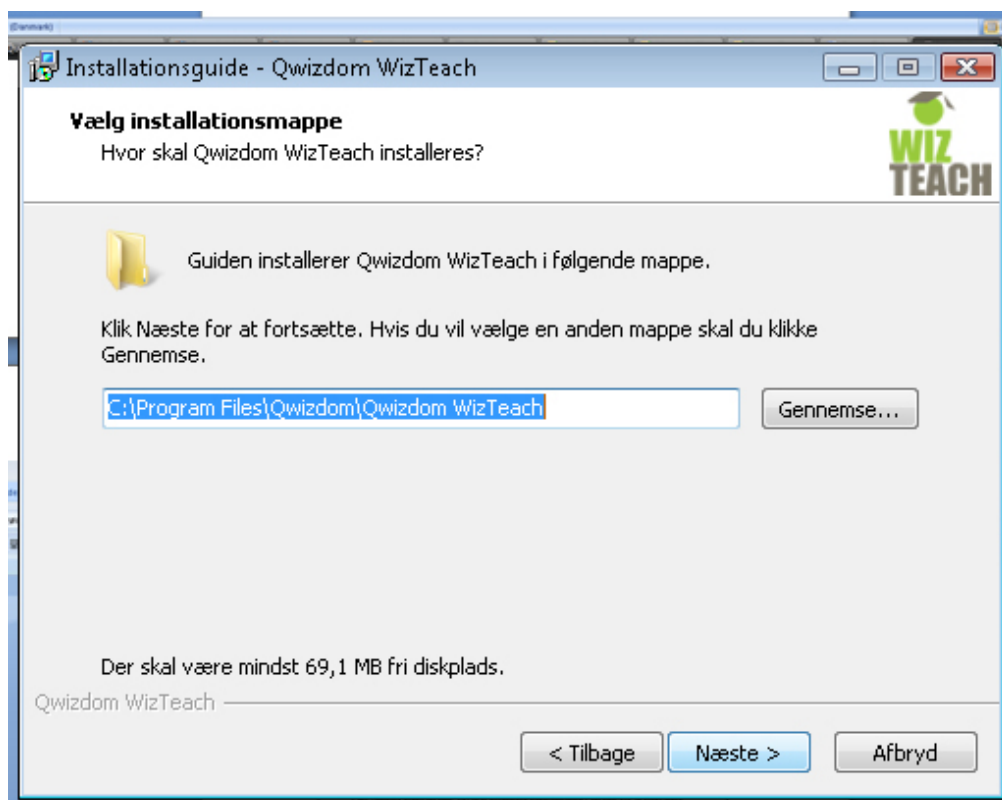 (Danmark)
Installationsguide - Qwizdom WizTeach
Vælg installationsmappe
Hvor skal Qwizdom WizTeach installeres?
WIZ
TEACH
Guiden installerer Qwizdom WizTeach i følgende mappe.
Klik Næste for at fortsætte. Hvis du vil vælge en anden mappe skal du klikke
Gennemse.
C:\Program Files\Qwizdom\Qwizdom WizTeach
Gennemse...
Der skal være mindst 69,1 MB fri diskplads.
Qwizdom WizTeach
< Tilbage
Næste >
Afbryd